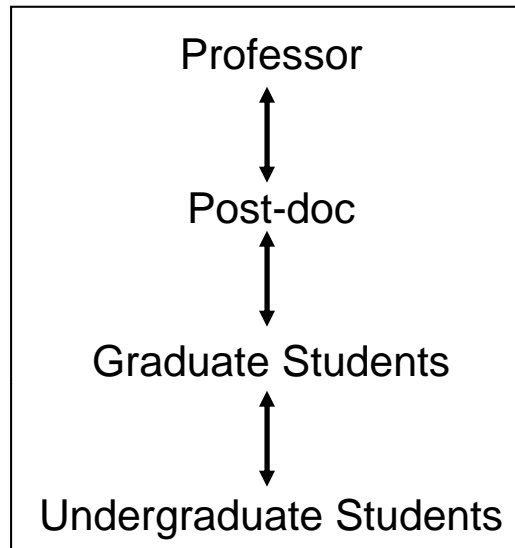 Professor
Post-doc
Graduate Students
Undergraduate Students